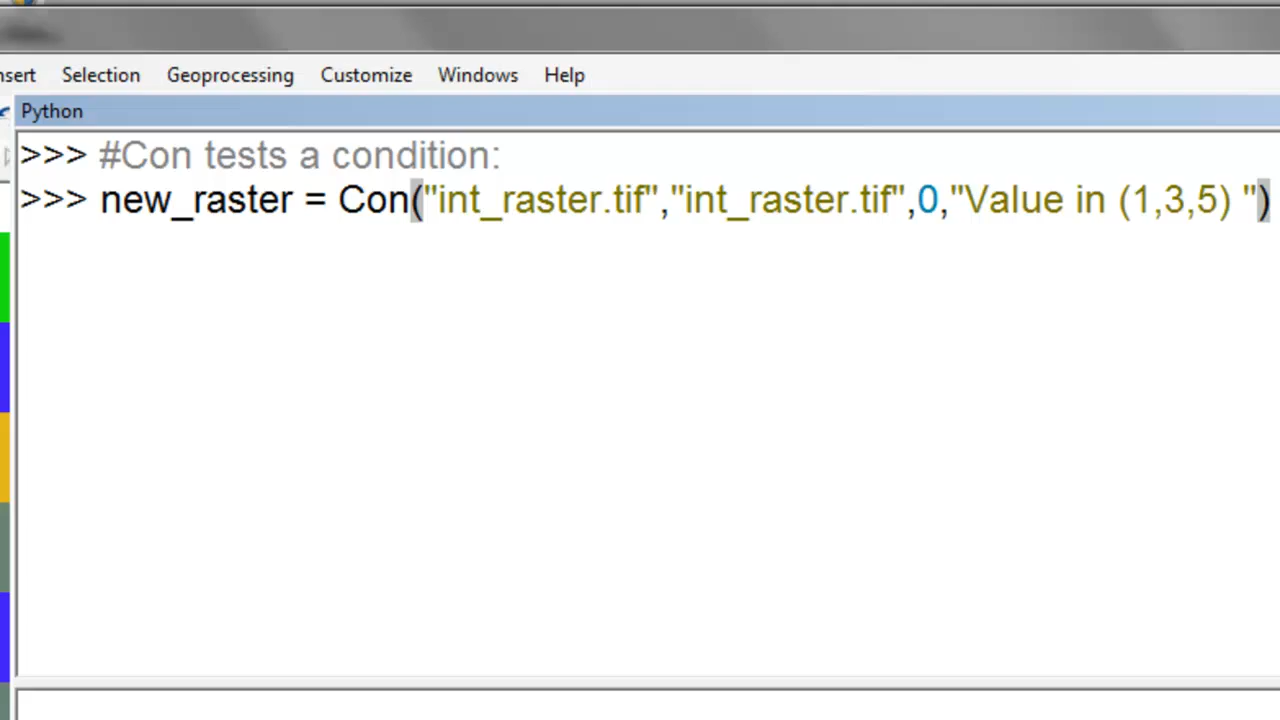 nsert Selection Geoprocessing Customize Windows Help
Python
>>> #Con tests a condition:
>>> new_raster = Con("int_raster.tif","int_raster.tif",0,"Value in (1,3,5) ")